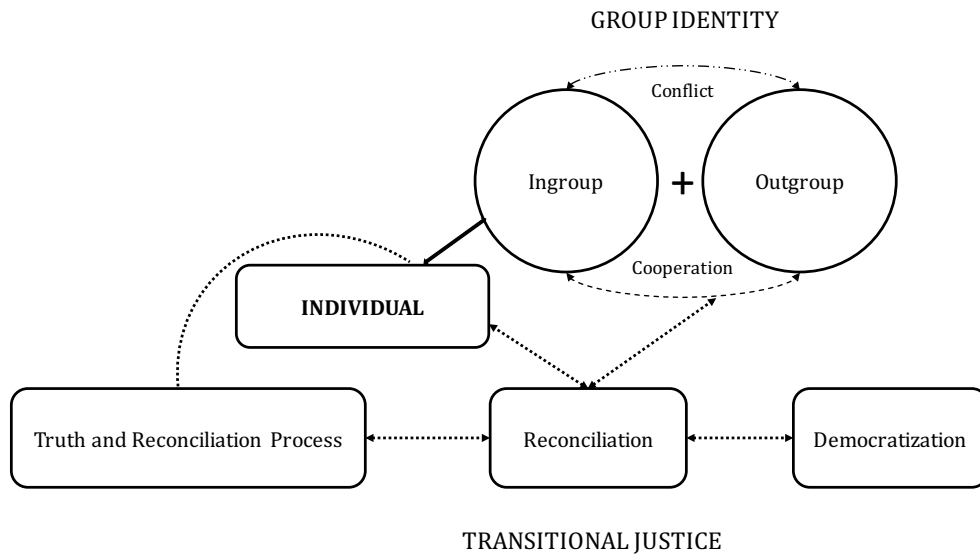 GROUP IDENTITY
Conflict
Ingroup
+
Outgroup
Cooperation
INDIVIDUAL
Truth and Reconciliation Process
Reconciliation
Democratization
TRANSITIONAL JUSTICE